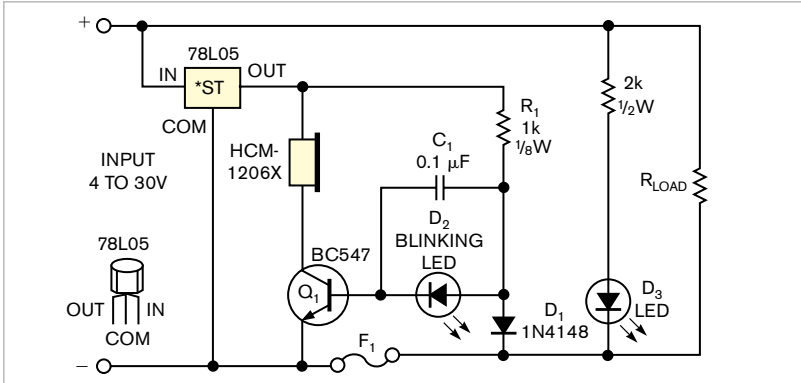 +
78L05
IN
OUT
*ST
COM
R1
1k
1/8W
C1
0.1 μF
2k
1/2W
HCM-
1206X
INPUT
4 TO 30V
RLOAD
D2
BLINKING
LED
78L05
OUT
IN
COM
BC547
Q1
D1
1N4148
D3
LED
F1
−